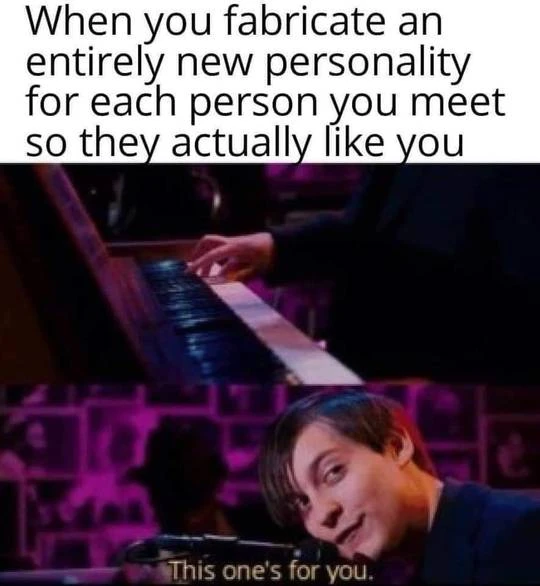 When you fabricate an
entirely new personality
for each person you meet
so they actually like you
This one's for you.